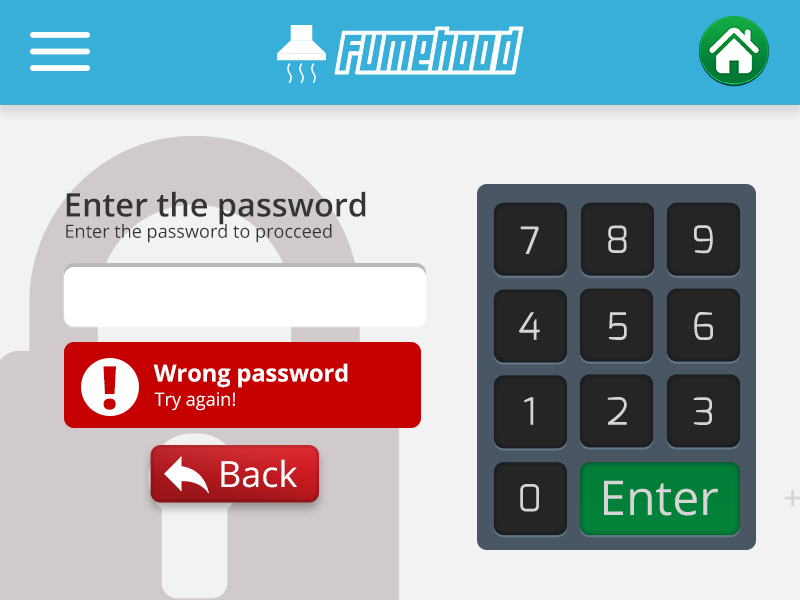 Fumehood
Enter the password
Enter the password to procceed
Wrong password
Try again!
Back
7 8 9
4 5 6
1 2 3
0 Enter